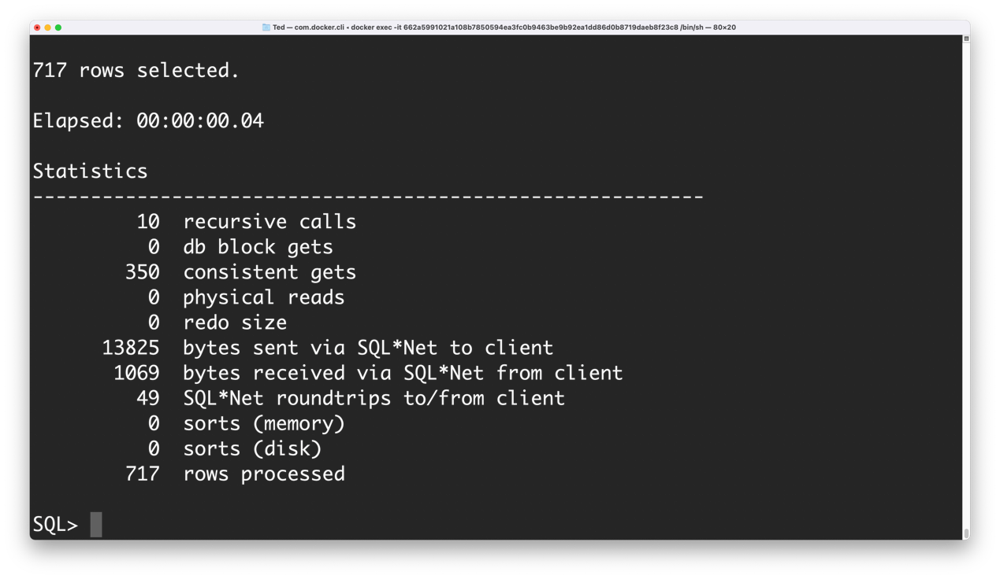 Ted — com.docker.cli • docker exec -it 662a5991021a108b7850594ea3fc0b9463be9b92ea1dd86d0b8719daeb8f23c8 /bin/sh — 80×20
717 rows selected.
Elapsed: 00:00:00.04
Statistics
----------------------------------------------------------
10 recursive calls
0 db block gets
350 consistent gets
0 physical reads
0 redo size
13825 bytes sent via SQL*Net to client
1069 bytes received via SQL*Net from client
49 SQL*Net roundtrips to/from client
0 sorts (memory)
0 sorts (disk)
717 rows processed
SQL>